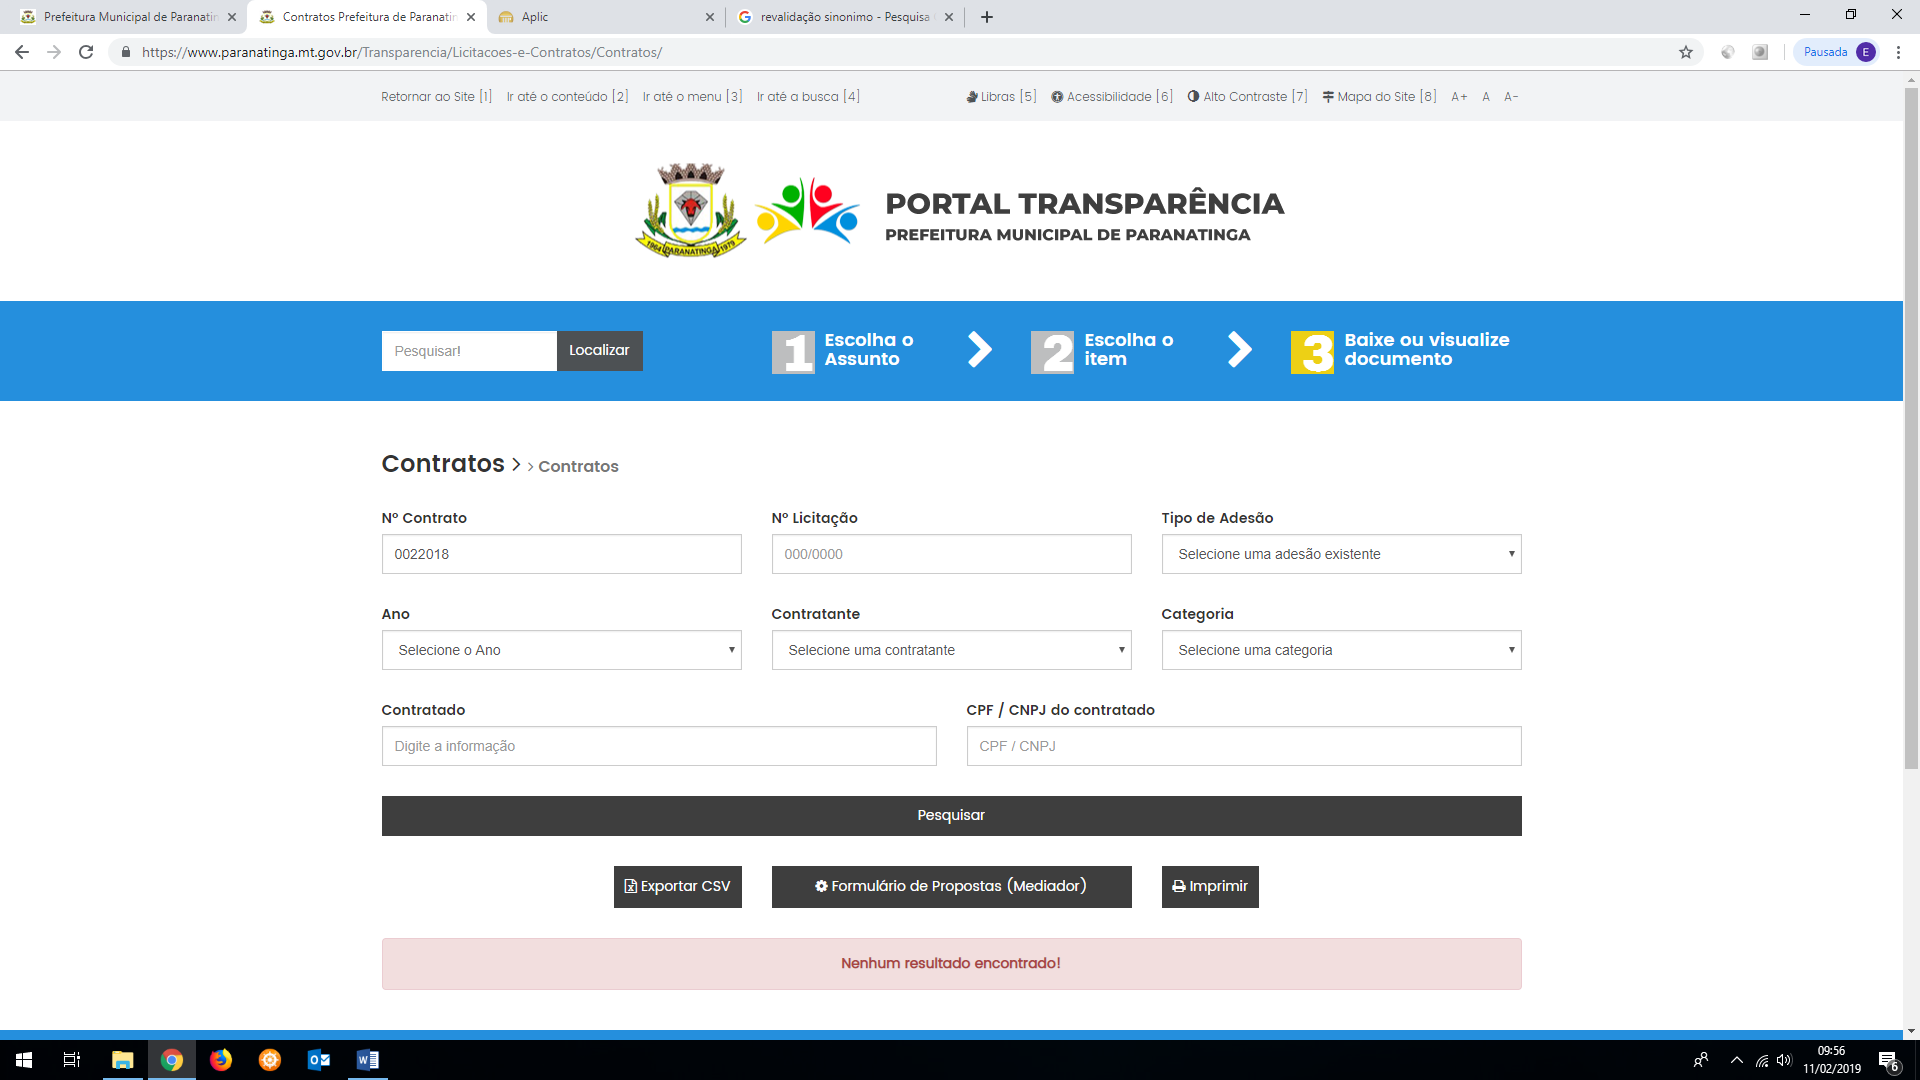 Prefeitura Municipal de Paranatin
Contratos Prefeitura de Paranatin
Aplic
revalidação sinonimo - Pesquisa
https://www.paranatinga.mt.gov.br/Transparencia/Licitacoes-e-Contratos/Contratos/
Pausada E
Retornar ao Site [1] Ir até o conteúdo [2] Ir até o menu [3] Ir até a busca [4] Libras [5] Acessibilidade [6] Alto Contraste [7] Mapa do Site [8] A+ A A-
1964 PARANATINGA 1979
PORTAL TRANSPARÊNCIA
PREFEITURA MUNICIPAL DE PARANATINGA
Pesquisar! Localizar
1 Escolha o
Assunto
2 Escolha o
item
3 Baixe ou visualize
documento
Contratos > > Contratos
Nº Contrato Nº Licitação Tipo de Adesão
0022018 000/0000 Selecione uma adesão existente
Ano Contratante Categoria
Selecione o Ano Selecione uma contratante Selecione uma categoria
Contratado CPF / CNPJ do contratado
Digite a informação CPF / CNPJ
Pesquisar
Exportar CSV Formulário de Propostas (Mediador) Imprimir
Nenhum resultado encontrado!
09:56
11/02/2019
6